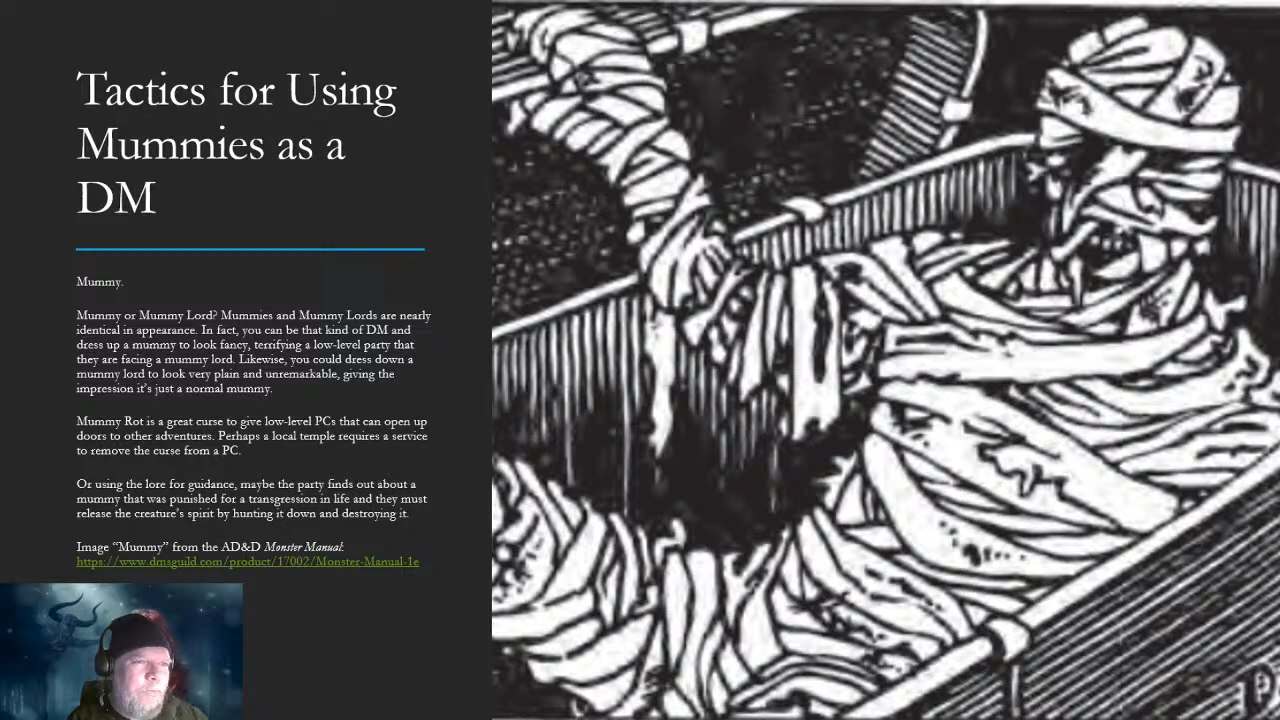 Tactics for Using
Mummies as a
DM
Mummy.
Mummy or Mummy Lord? Mummies and Mummy Lords are nearly
identical in appearance. In fact, you can be that kind of DM and
dress up a mummy to look fancy, terrifying a low-level party that
they are facing a mummy lord. Likewise, you could dress down a
mummy lord to look very plain and unremarkable, giving the
impression it's just a normal mummy.
Mummy Rot is a great curse to give low-level PCs that can open up
doors to other adventures. Perhaps a local temple requires a service
to remove the curse from a PC.
Or using the lore for guidance, maybe the party finds out about a
mummy that was punished for a transgression in life and they must
release the creature's spirit by hunting it down and destroying it.
Image “Mummy” from the AD&D Monster Manual:
https://www.dmsguild.com/product/17002/Monster-Manual-1e